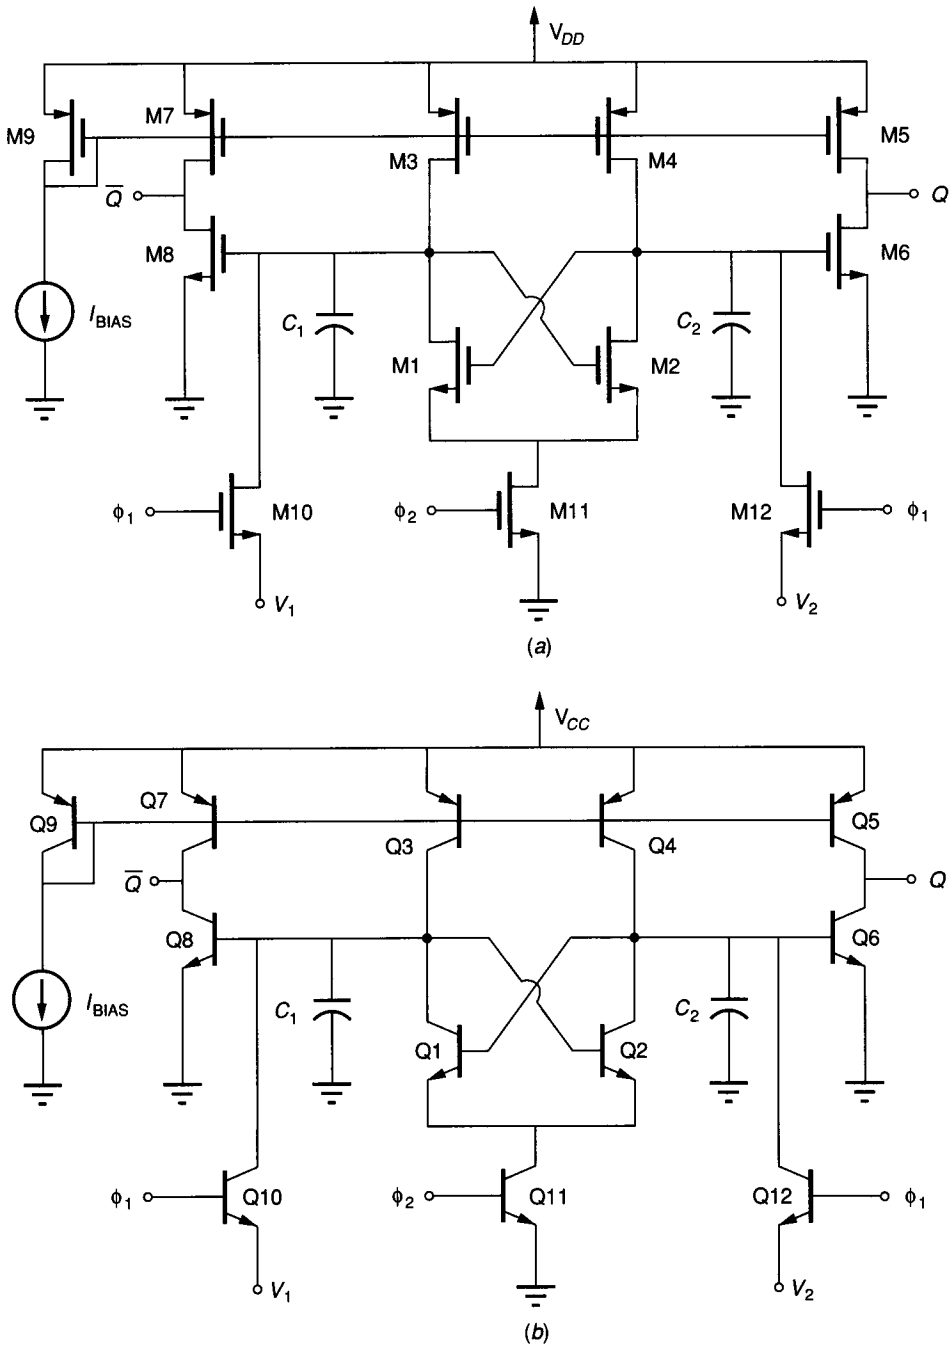 V_DD
M9
M7
M3
M4
M5
Q̅
Q
M8
M6
I_BIAS
C_1
C_2
M1
M2
ϕ_1
M10
ϕ_2
M11
M12
ϕ_1
V_1
V_2
(a)
V_CC
Q9
Q7
Q3
Q4
Q5
Q̅
Q
Q8
Q6
I_BIAS
C_1
C_2
Q1
Q2
ϕ_1
Q10
ϕ_2
Q11
Q12
ϕ_1
V_1
V_2
(b)